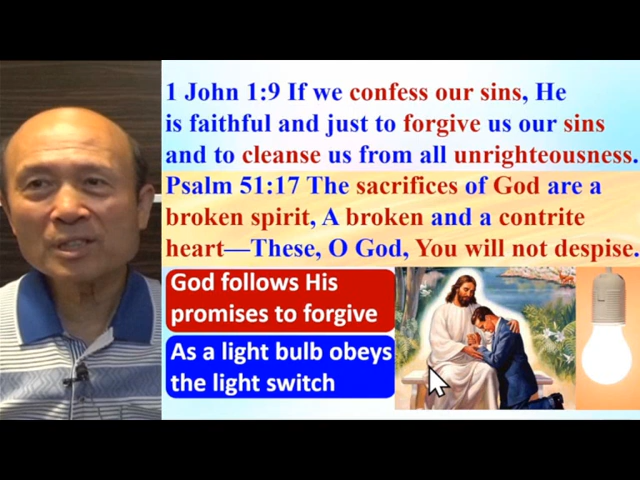 1 John 1:9 If we confess our sins, He
is faithful and just to forgive us our sins
and to cleanse us from all unrighteousness.
Psalm 51:17 The sacrifices of God are a
broken spirit, A broken and a contrite
heart—These, O God, You will not despise.
God follows His
promises to forgive
As a light bulb obeys
the light switch